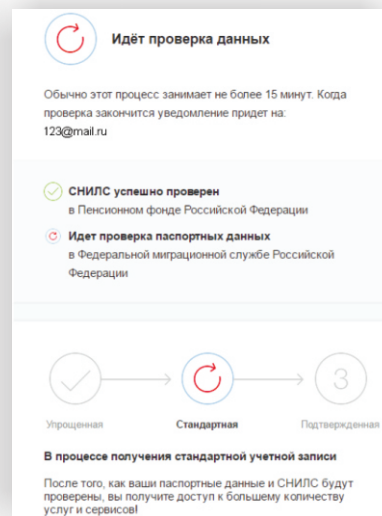 Идёт проверка данных
Обычно этот процесс занимает не более 15 минут. Когда
проверка закончится уведомление придет на:
123@mail.ru
СНИЛС успешно проверен
в Пенсионном фонде Российской Федерации
Идет проверка паспортных данных
в Федеральной миграционной службе Российской
Федерации
3
Упрощенная Стандартная Подтвержденная
В процессе получения стандартной учетной записи
После того, как ваши паспортные данные и СНИЛС будут
проверены, вы получите доступ к большему количеству
услуг и сервисов!